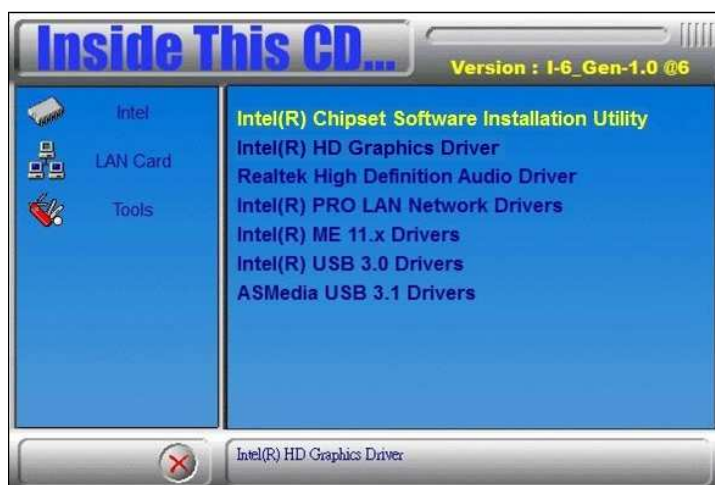 Inside This CD...
Version : I-6_Gen-1.0 @6
Intel
LAN Card
Tools
Intel(R) Chipset Software Installation Utility
Intel(R) HD Graphics Driver
Realtek High Definition Audio Driver
Intel(R) PRO LAN Network Drivers
Intel(R) ME 11.x Drivers
Intel(R) USB 3.0 Drivers
ASMedia USB 3.1 Drivers
Intel(R) HD Graphics Driver